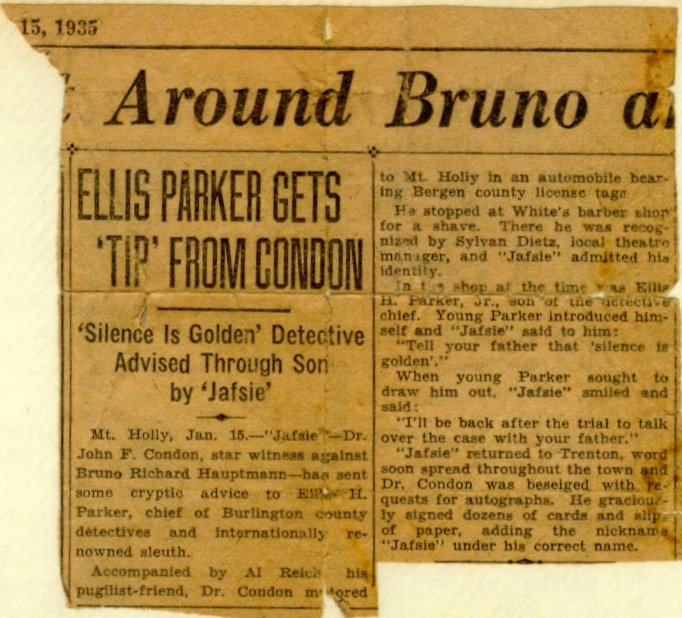 15, 1935
Around Bruno a
ELLIS PARKER GETS
'TIP' FROM CONDON
'Silence Is Golden' Detective
Advised Through Son
by 'Jafsie'
Mt. Holly, Jan. 15.—"Jafsie"—Dr.
John F. Condon, star witness against
Bruno Richard Hauptmann—has sent
some cryptic advice to Ellis H.
Parker, chief of Burlington county
detectives and internationally re-
nowned sleuth.
Accompanied by Al Reich his
pugilist-friend, Dr. Condon motored
to Mt. Holly in an automobile bear-
ing Bergen county license tags
He stopped at White's barber shop
for a shave. There he was recog-
nized by Sylvan Dietz, local theatre
manager, and "Jafsie" admitted his
identity.
In the shop at the time was Ellis
H. Parker, Jr., son of the detective
chief. Young Parker introduced him-
self and "Jafsie" said to him:
"Tell your father that 'silence is
golden'."
When young Parker sought to
draw him out, "Jafsie" smiled and
said:
"I'll be back after the trial to talk
over the case with your father."
"Jafsie" returned to Trenton, word
soon spread throughout the town and
Dr. Condon was beseiged with re-
quests for autographs. He gracious-
ly signed dozens of cards and slips
of paper, adding the nickname
"Jafsie" under his correct name.